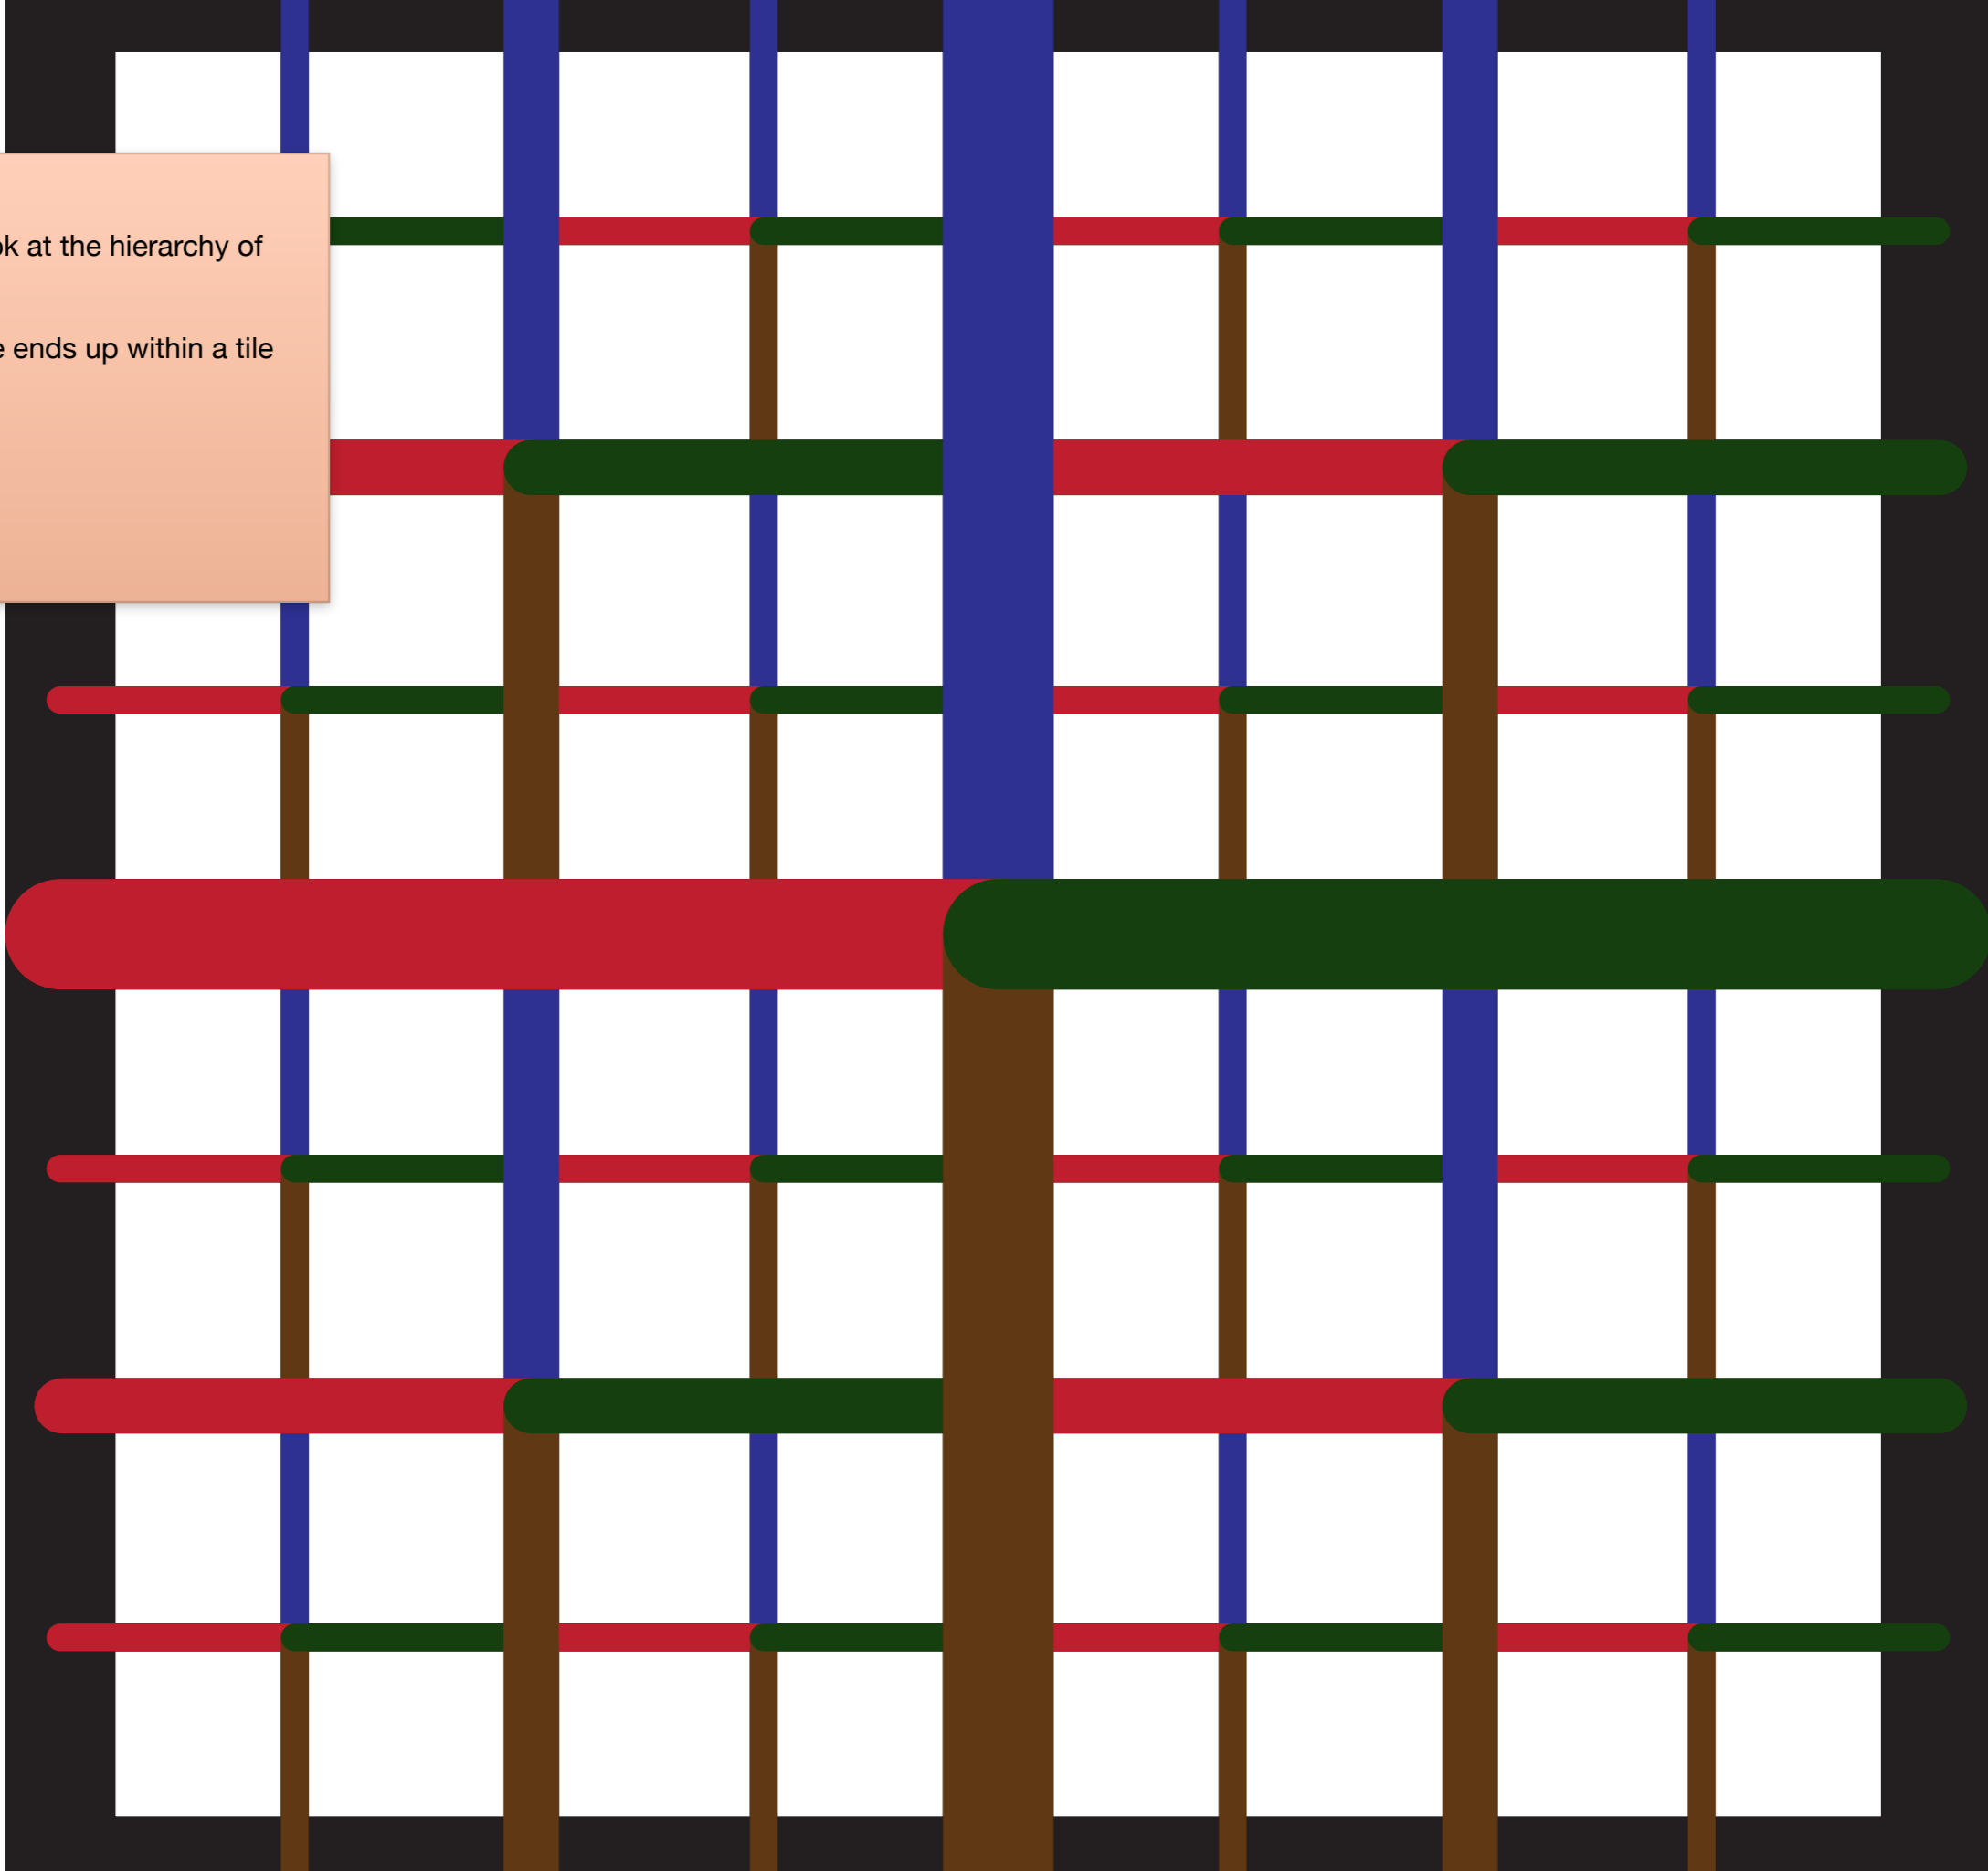 at the hierarchy of
ends up within a tile